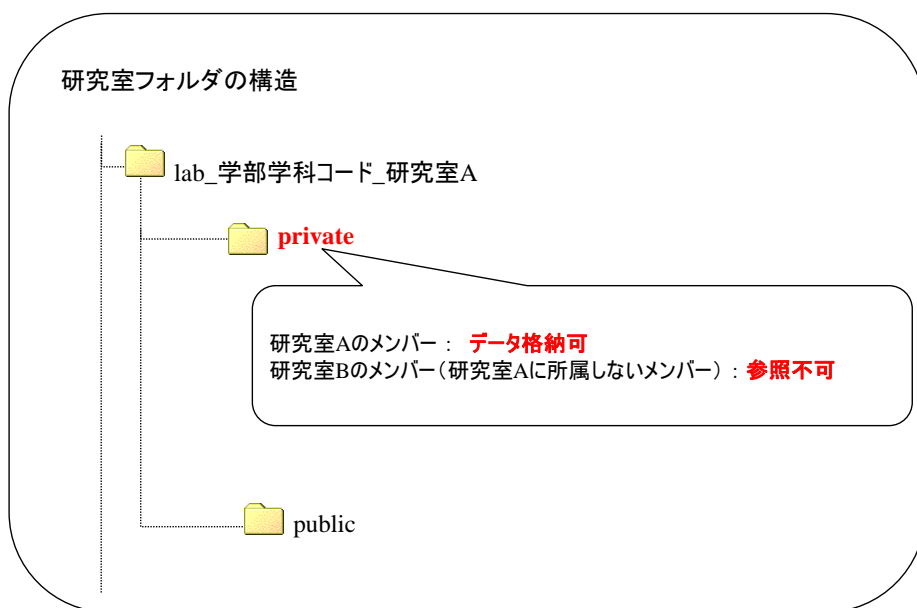 研究室フォルダの構造
lab_学部学科コード_研究室A
private
研究室Aのメンバー： データ格納可
研究室Bのメンバー（研究室Aに所属しないメンバー）：参照不可
public